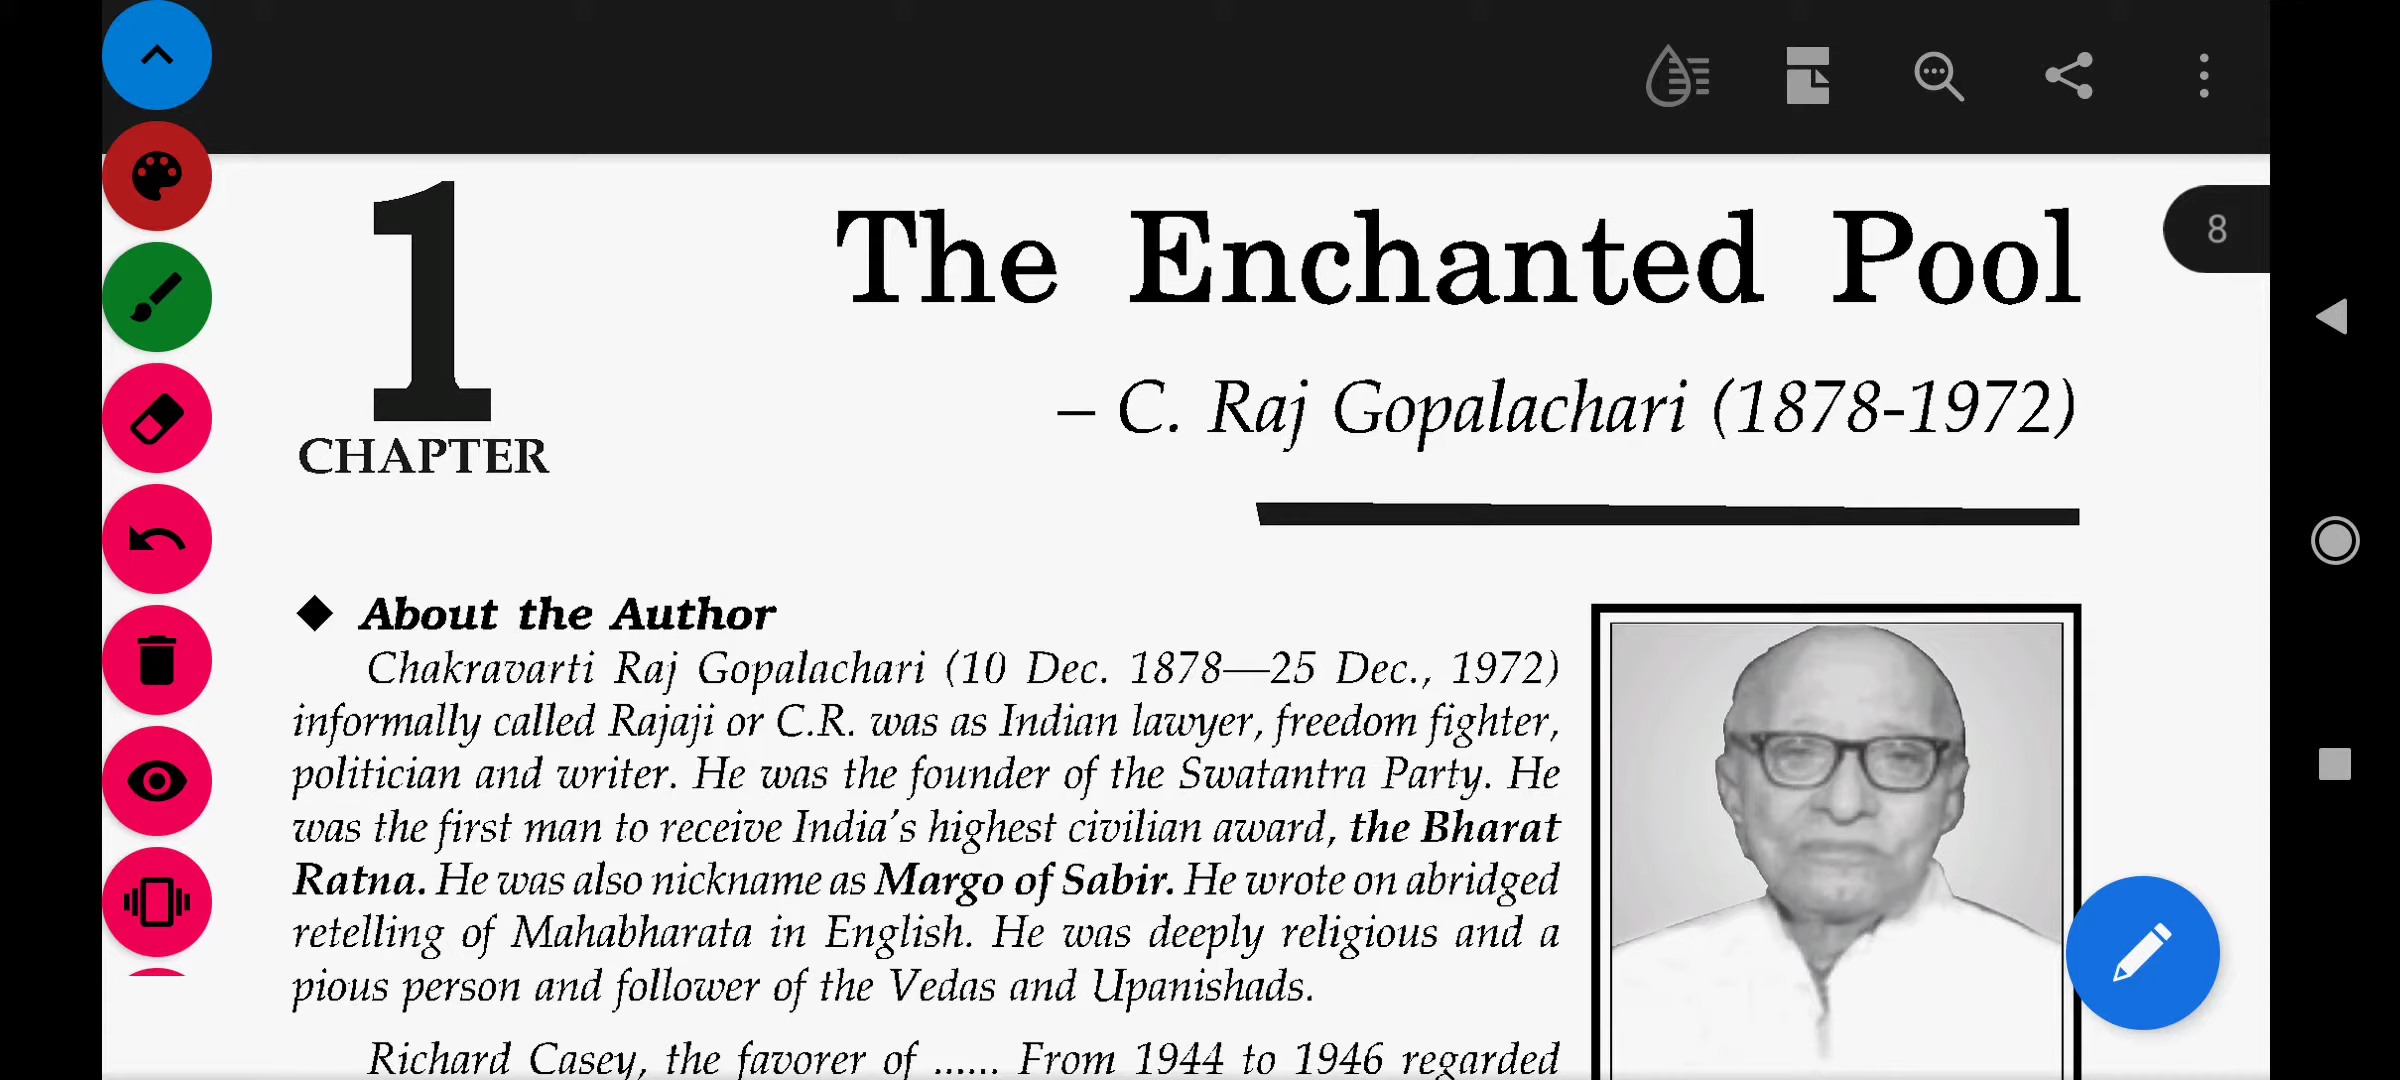 8
1
The Enchanted Pool
– C. Raj Gopalachari (1878-1972)
CHAPTER
◆ About the Author
Chakravarti Raj Gopalachari (10 Dec. 1878—25 Dec., 1972)
informally called Rajaji or C.R. was as Indian lawyer, freedom fighter,
politician and writer. He was the founder of the Swatantra Party. He
was the first man to receive India's highest civilian award, the Bharat
Ratna. He was also nickname as Margo of Sabir. He wrote on abridged
retelling of Mahabharata in English. He was deeply religious and a
pious person and follower of the Vedas and Upanishads.
Richard Casey, the favorer of ...... From 1944 to 1946 regarded